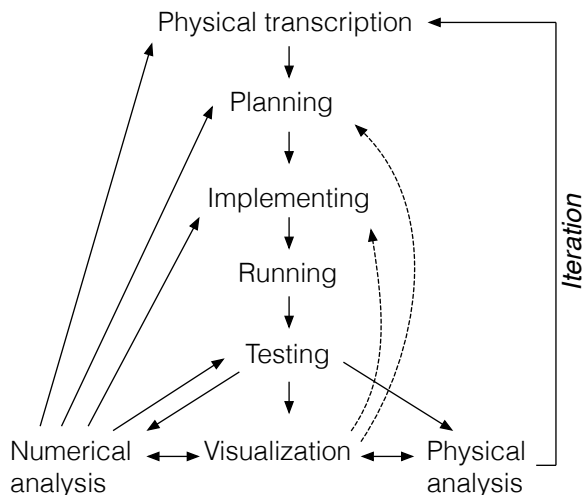 Physical transcription
Planning
Implementing
Running
Testing
Numerical
analysis
Visualization
Physical
analysis
Iteration